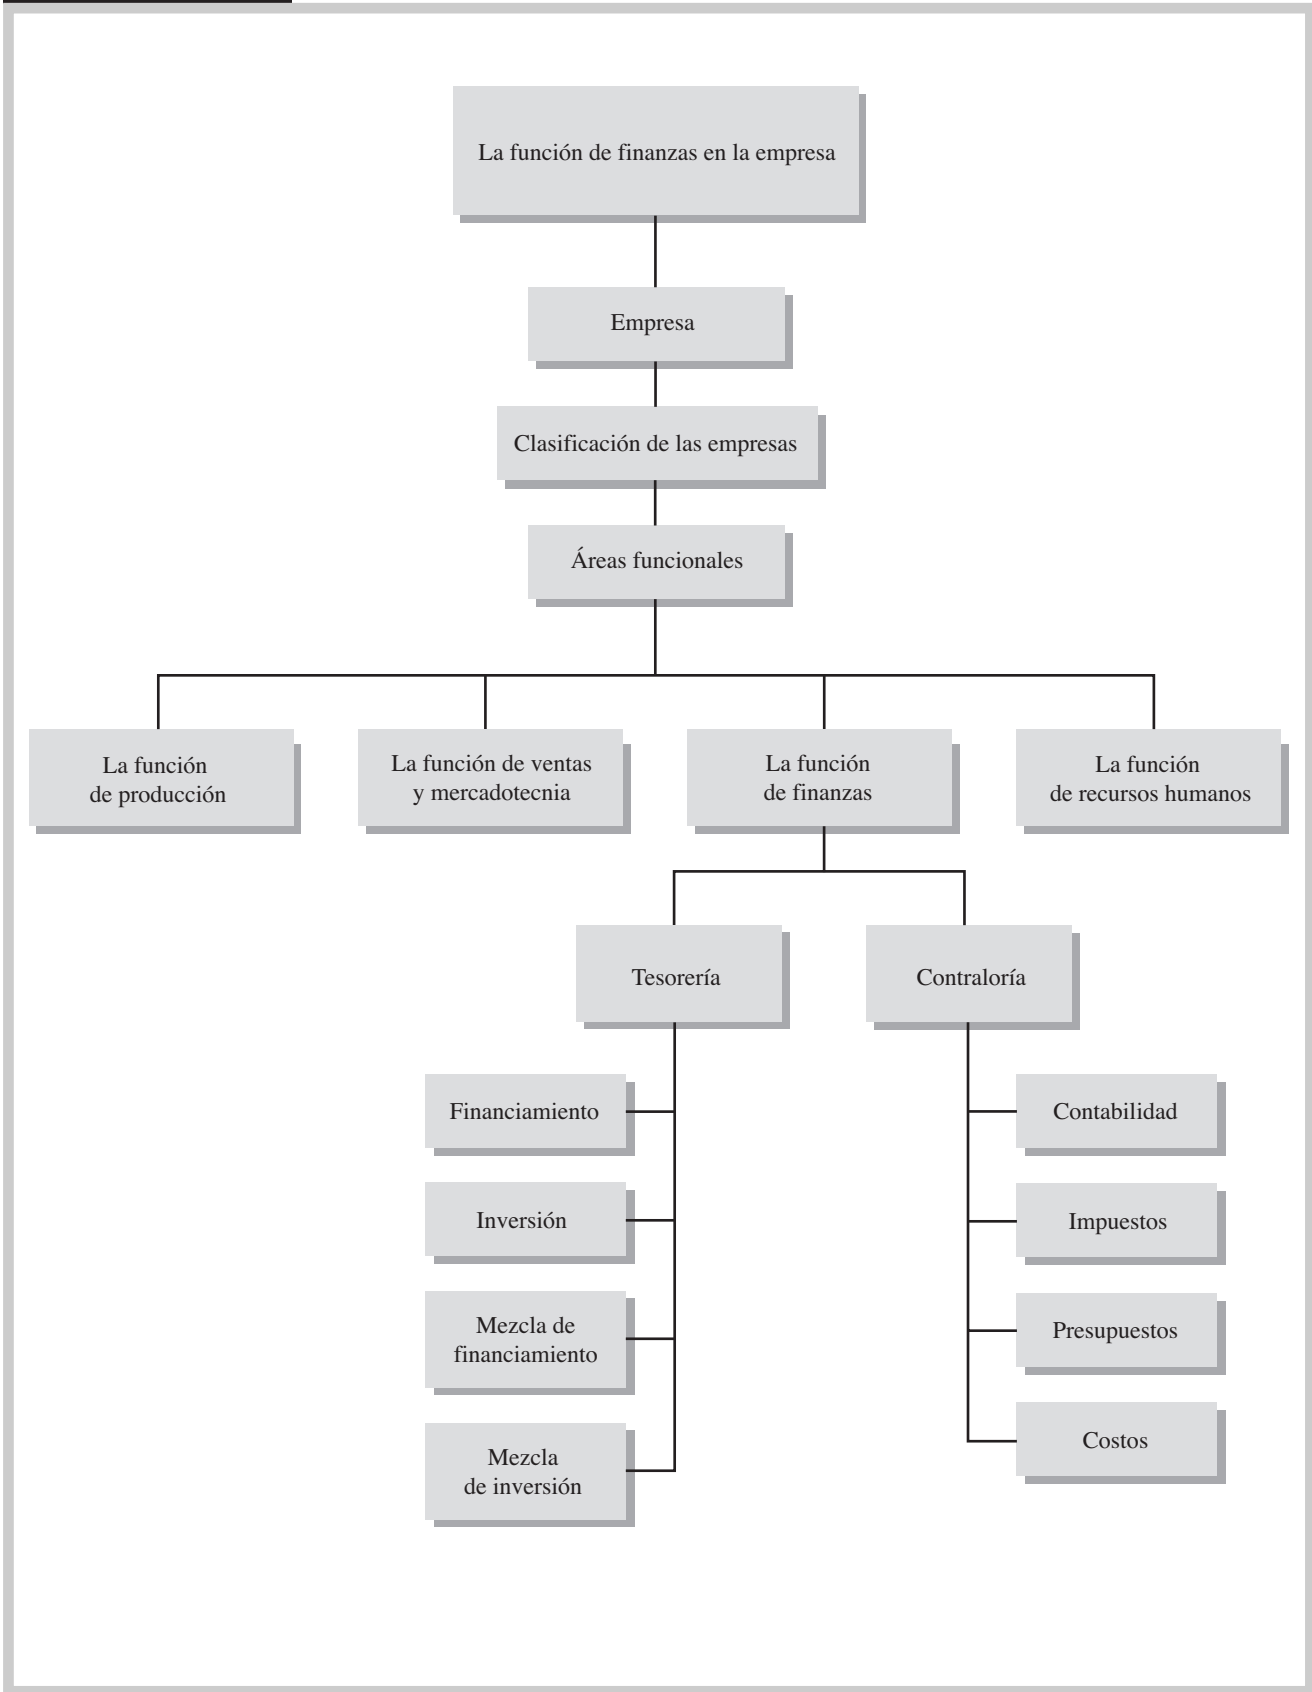 La función de finanzas en la empresa
Empresa
Clasificación de las empresas
Áreas funcionales
La función
de producción
La función de ventas
y mercadotecnia
La función
de finanzas
La función
de recursos humanos
Tesorería
Contraloría
Financiamiento
Inversión
Mezcla de
financiamiento
Mezcla
de inversión
Contabilidad
Impuestos
Presupuestos
Costos